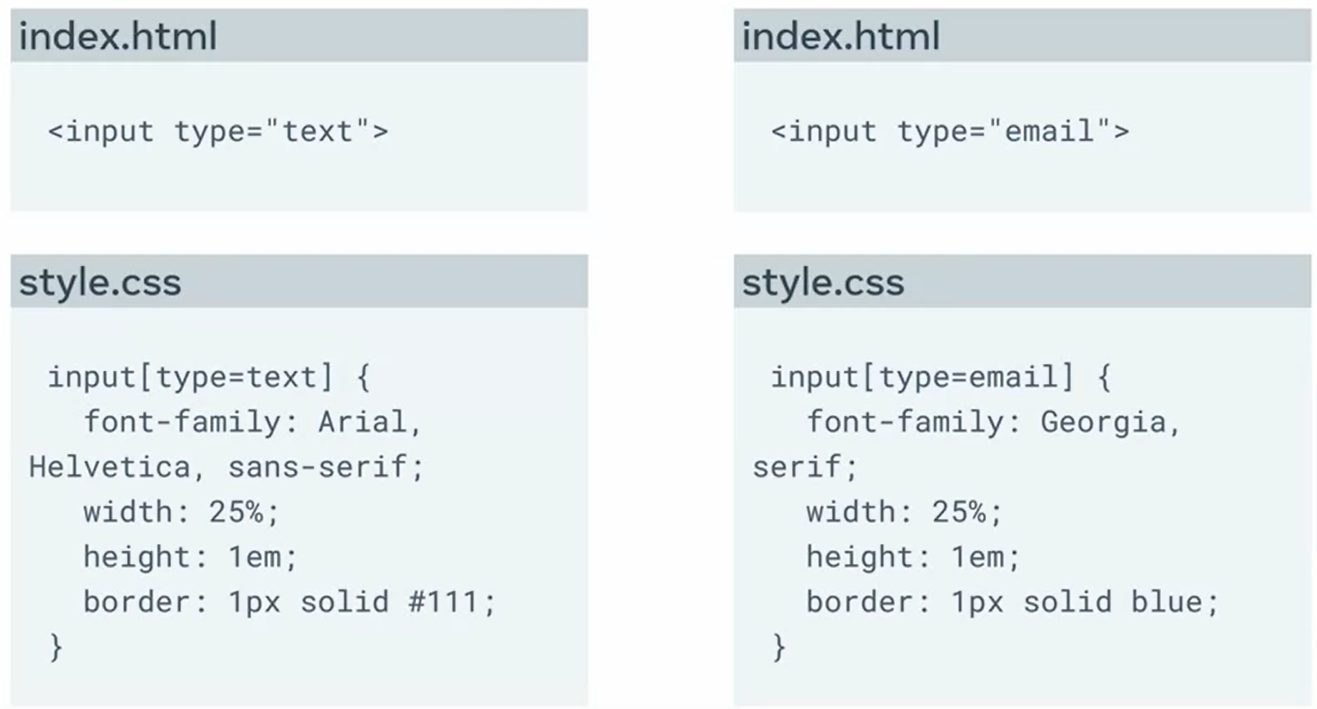 index.html
<input type="text">
style.css
input[type=text] {
font-family: Arial,
Helvetica, sans-serif;
width: 25%;
height: 1em;
border: 1px solid #111;
}
index.html
<input type="email">
style.css
input[type=email] {
font-family: Georgia,
serif;
width: 25%;
height: 1em;
border: 1px solid blue;
}